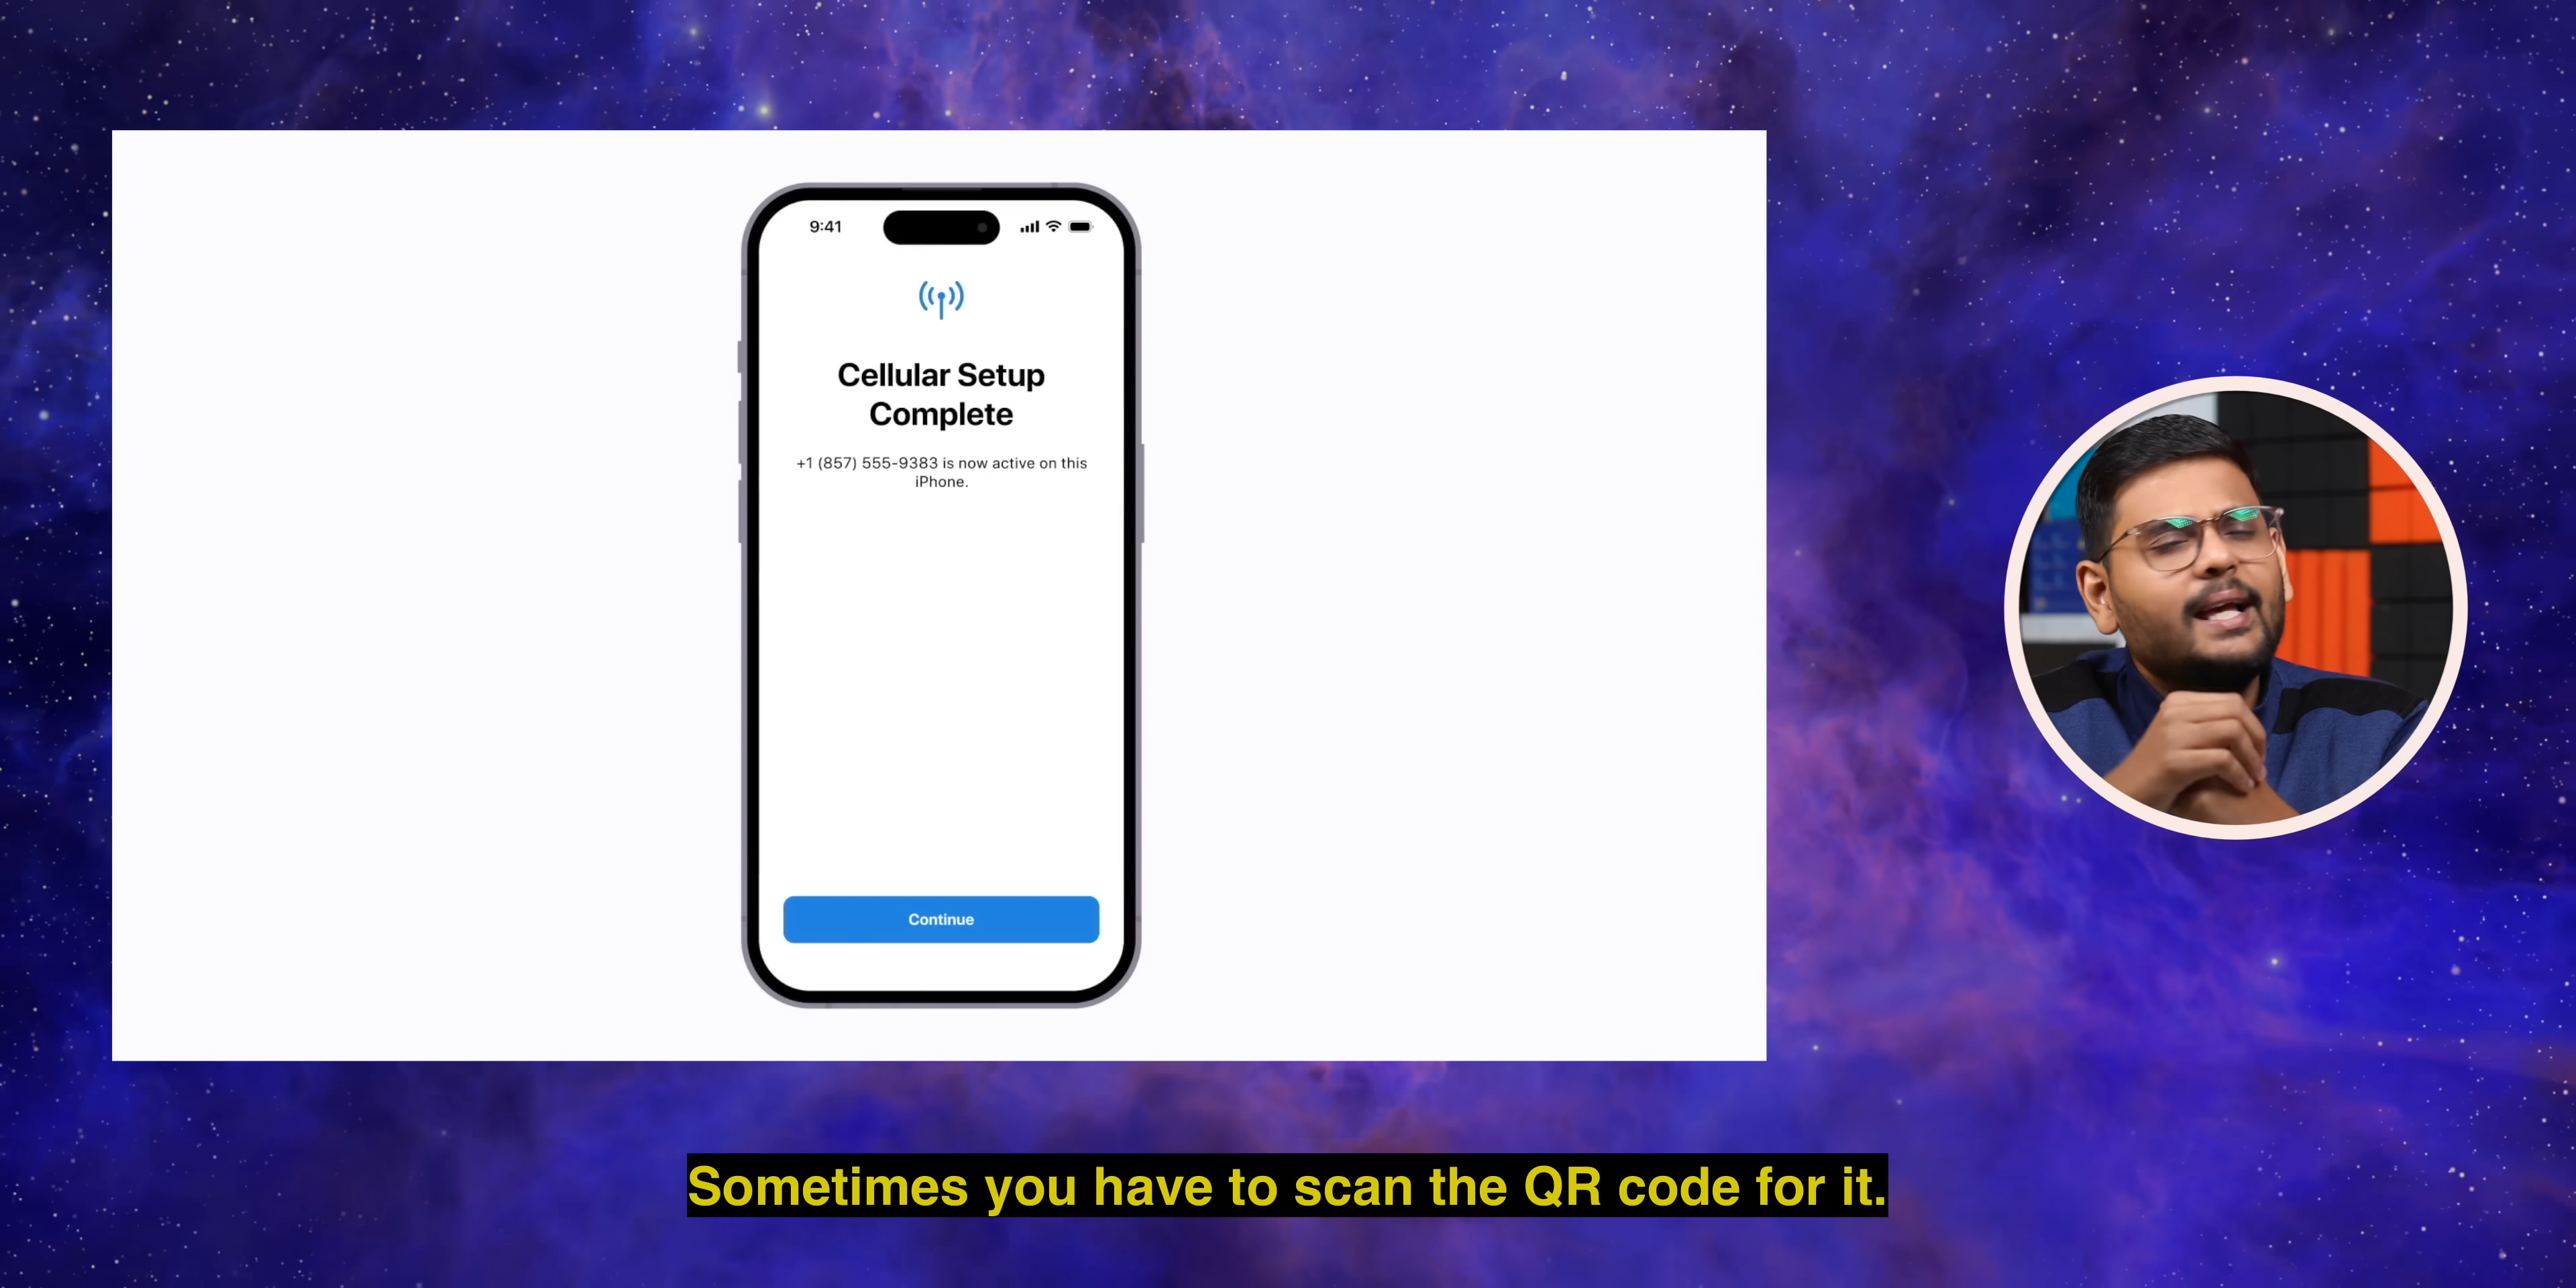 9:41
Cellular Setup
Complete
+1 (857) 555-9383 is now active on this
iPhone.
Continue
Sometimes you have to scan the QR code for it.